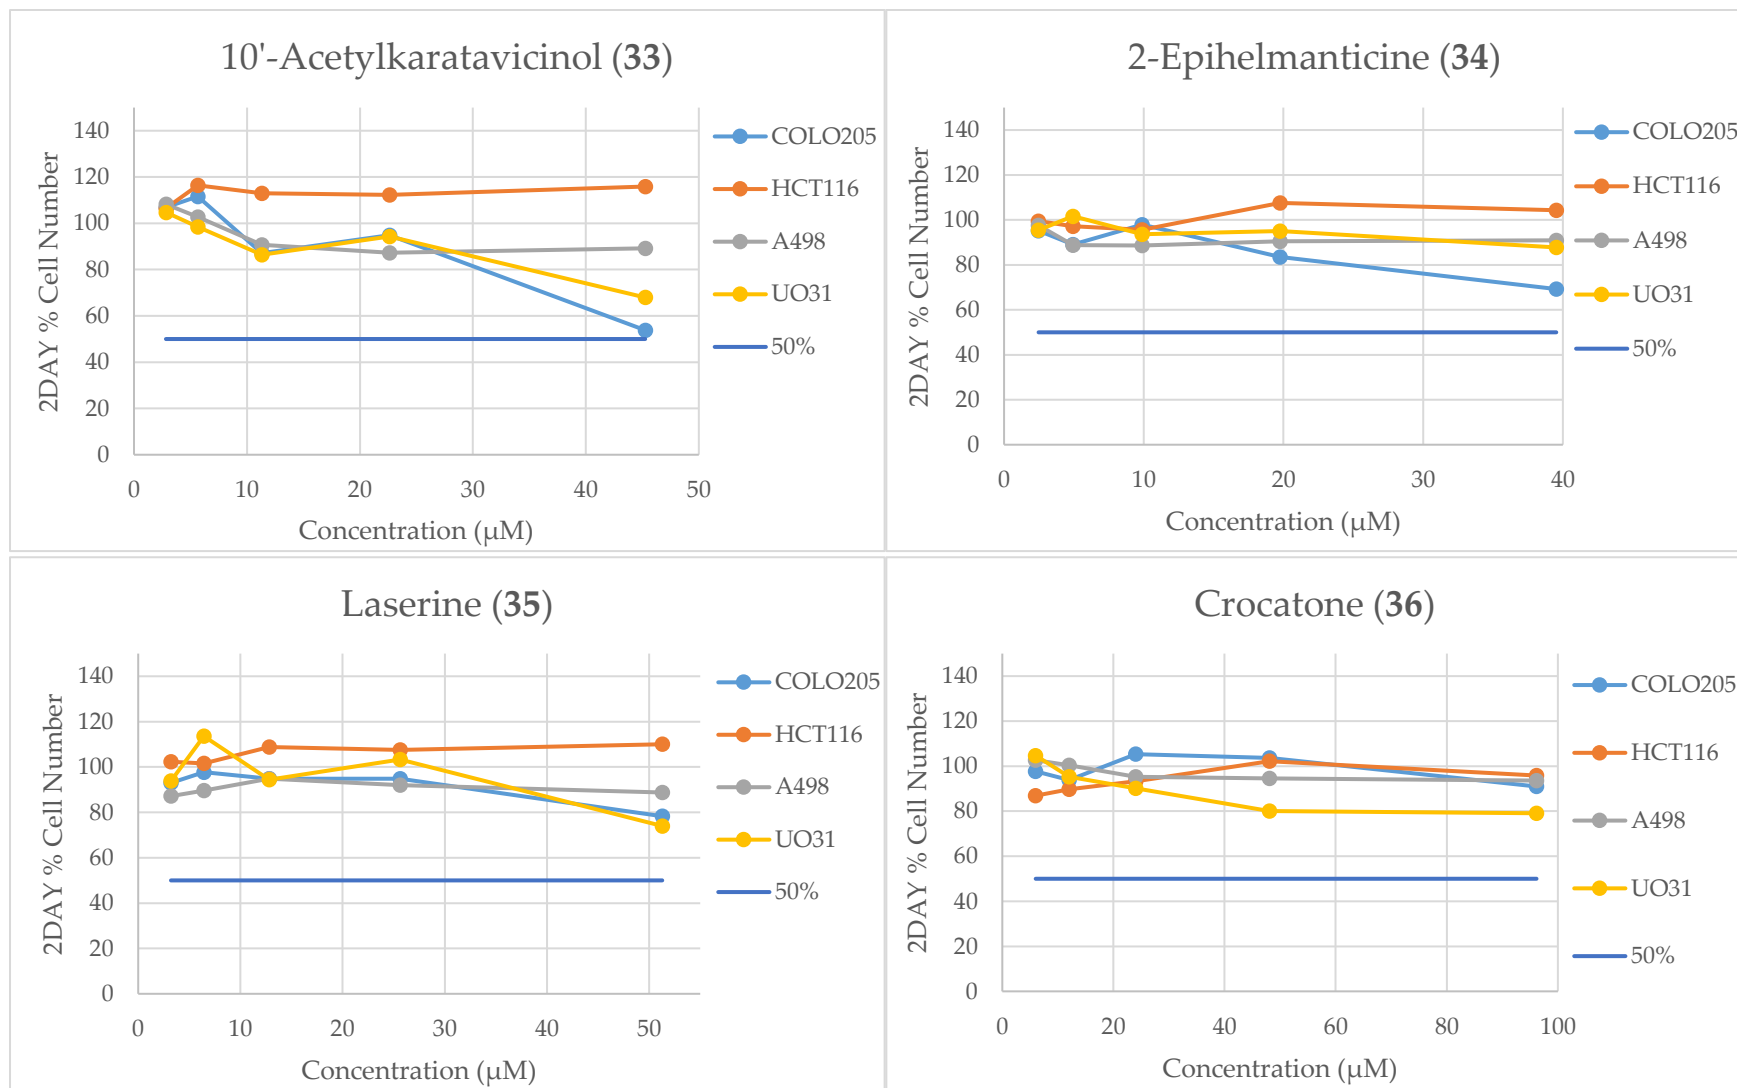 10'-Acetylkaratavicinol (33)
2DAY % Cell Number
140
120
100
80
60
40
20
0
0 10 20 30 40 50
Concentration (µM)
COLO205
HCT116
A498
UO31
50%
2-Epihelmanticine (34)
2DAY % Cell Number
140
120
100
80
60
40
20
0
0 10 20 30 40
Concentration (µM)
COLO205
HCT116
A498
UO31
50%
Laserine (35)
2DAY % Cell Number
140
120
100
80
60
40
20
0
0 10 20 30 40 50
Concentration (µM)
COLO205
HCT116
A498
UO31
50%
Crocatone (36)
2DAY % Cell Number
140
120
100
80
60
40
20
0
0 20 40 60 80 100
Concentration (µM)
COLO205
HCT116
A498
UO31
50%